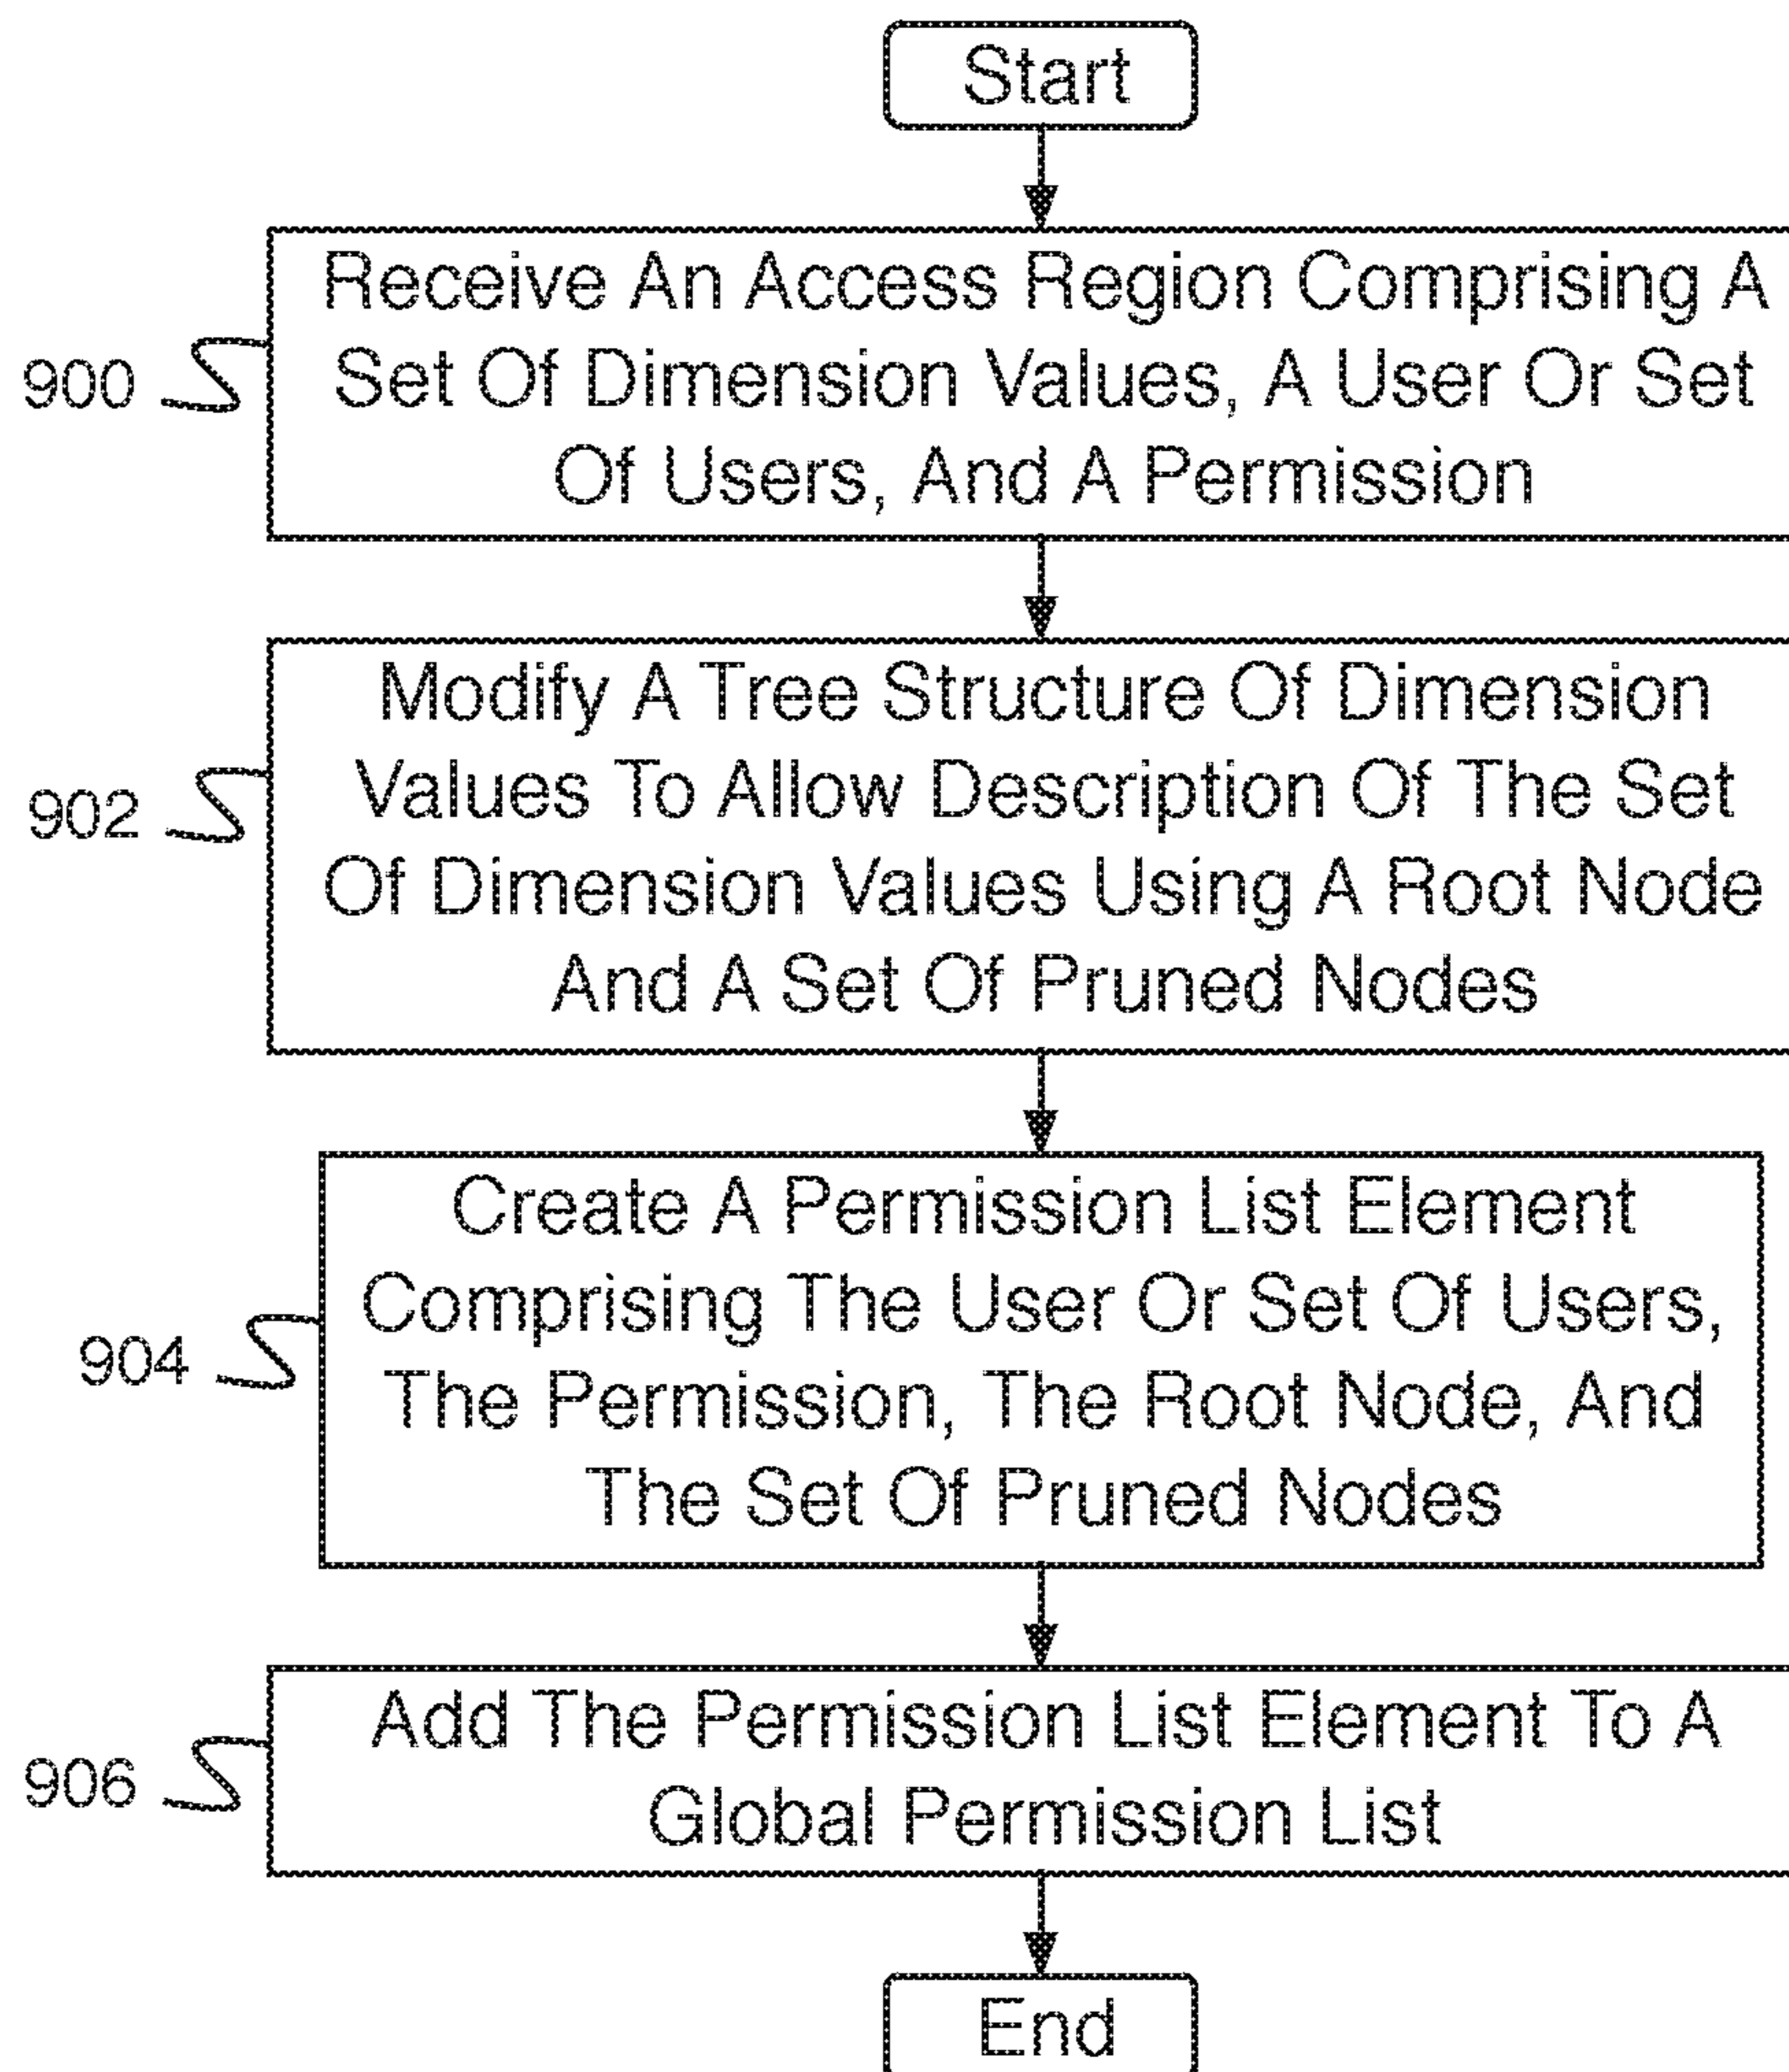 Start
Receive An Access Region Comprising A
900
Set Of Dimension Values, A User Or Set
Of Users, And A Permission
Modify A Tree Structure Of Dimension
Values To Allow Description Of The Set
902
Of Dimension Values Using A Root Node
And A Set Of Pruned Nodes
Create A Permission List Element
Comprising The User Or Set Of Users,
904
The Permission, The Root Node, And
The Set Of Pruned Nodes
Add The Permission List Element To A
906
Global Permission List
End